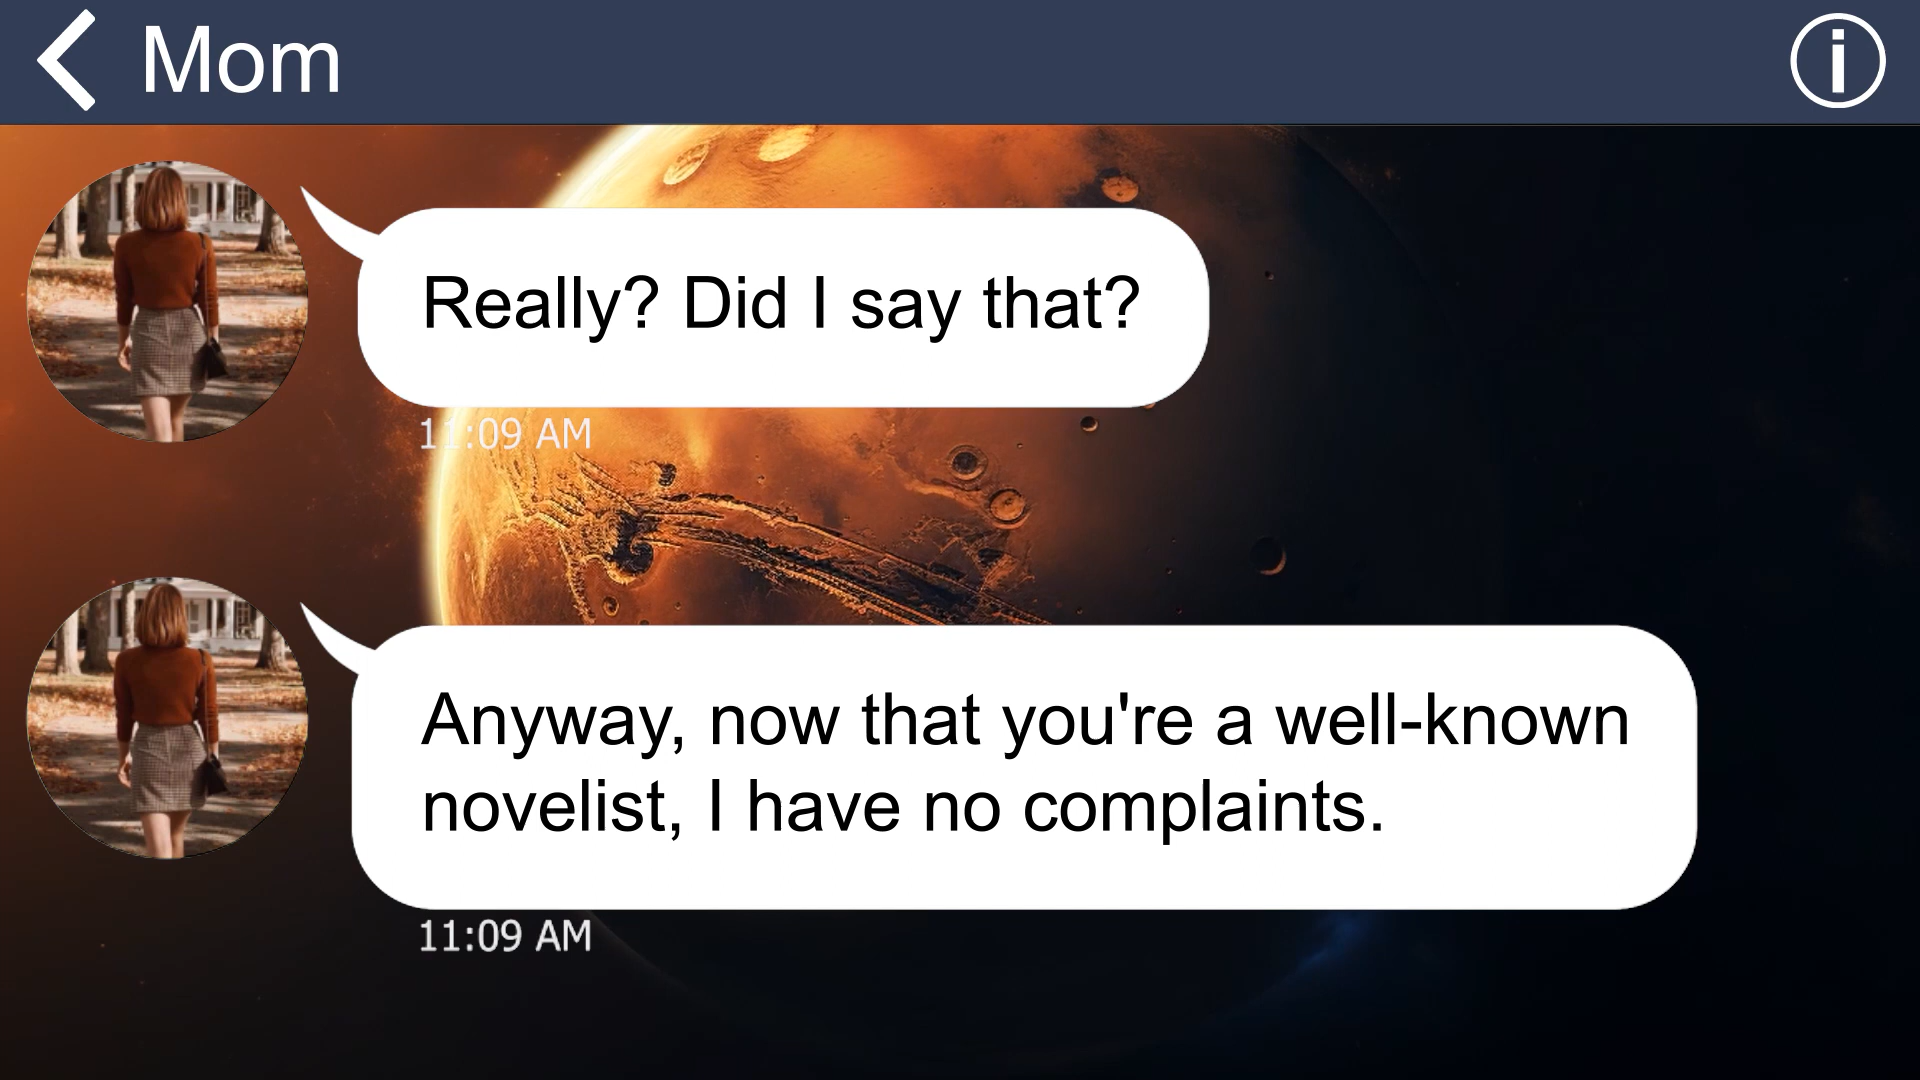 Mom
Really? Did I say that?
11:09 AM
Anyway, now that you're a well-known
novelist, I have no complaints.
11:09 AM